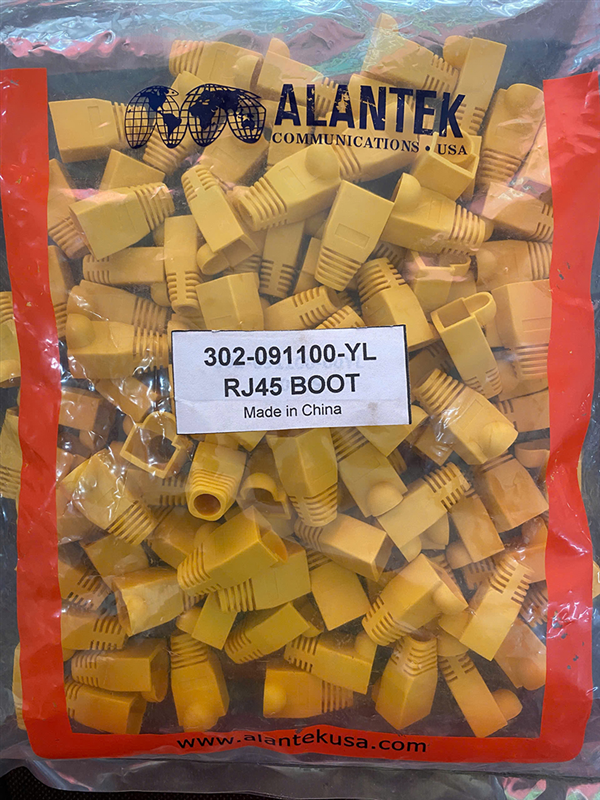 ALANTEK
COMMUNICATIONS • USA
302-091100-YL
RJ45 BOOT
Made in China
www.alantekusa.com